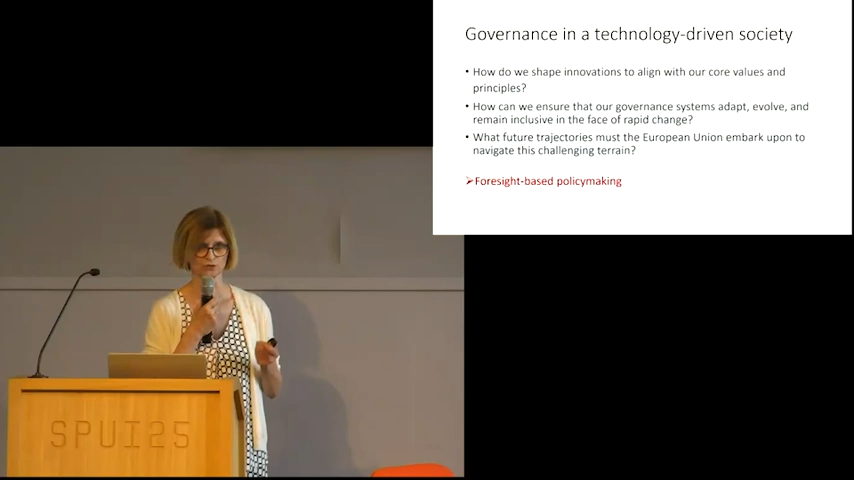 Governance in a technology-driven society
• How do we shape innovations to align with our core values and
principles?
• How can we ensure that our governance systems adapt, evolve, and
remain inclusive in the face of rapid change?
• What future trajectories must the European Union embark upon to
navigate this challenging terrain?
➢Foresight-based policymaking
SPUI25